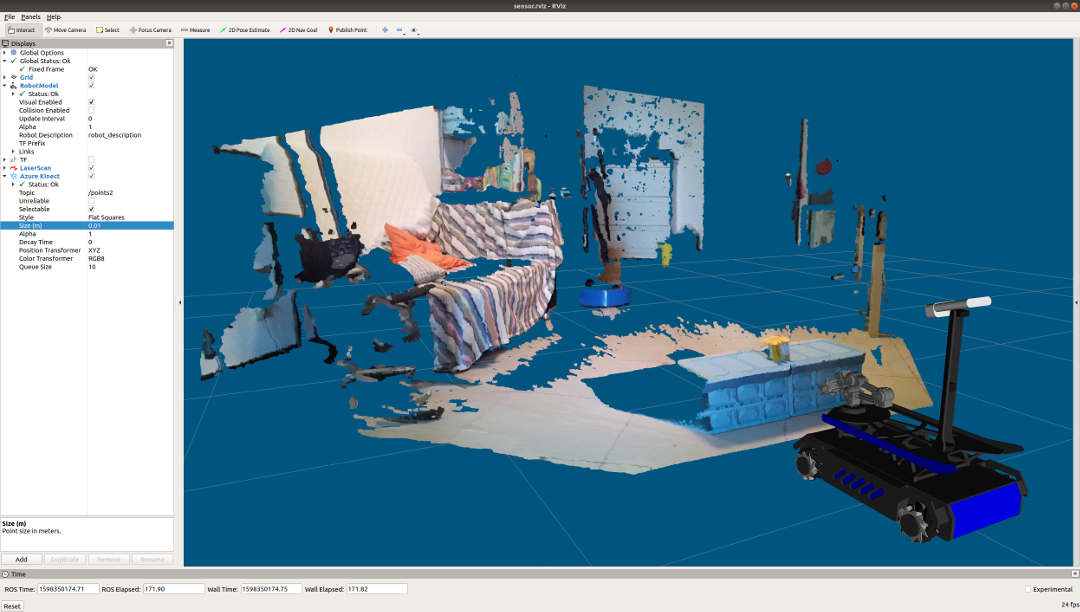 sensor.rviz - RViz
File Panels Help
Interact Move Camera Select Focus Camera Measure 2D Pose Estimate 2D Nav Goal Publish Point
Displays
Global Options
Global Status: Ok
Fixed Frame OK
Grid
RobotModel
Status: Ok
Visual Enabled
Collision Enabled
Update Interval 0
Alpha 1
Robot Description robot_description
TF Prefix
Links
TF
LaserScan
Azure Kinect
Status: Ok
Topic /points2
Unreliable
Selectable
Style Flat Squares
Size (m) 0.01
Alpha 1
Decay Time 0
Position Transformer XYZ
Color Transformer RGB8
Queue Size 10
Size (m)
Point size in meters.
Add Duplicate Remove Rename
Time
ROS Time: 1598350174.71 ROS Elapsed: 171.90 Wall Time: 1598350174.75 Wall Elapsed: 171.82 Experimental
Reset 24 fps